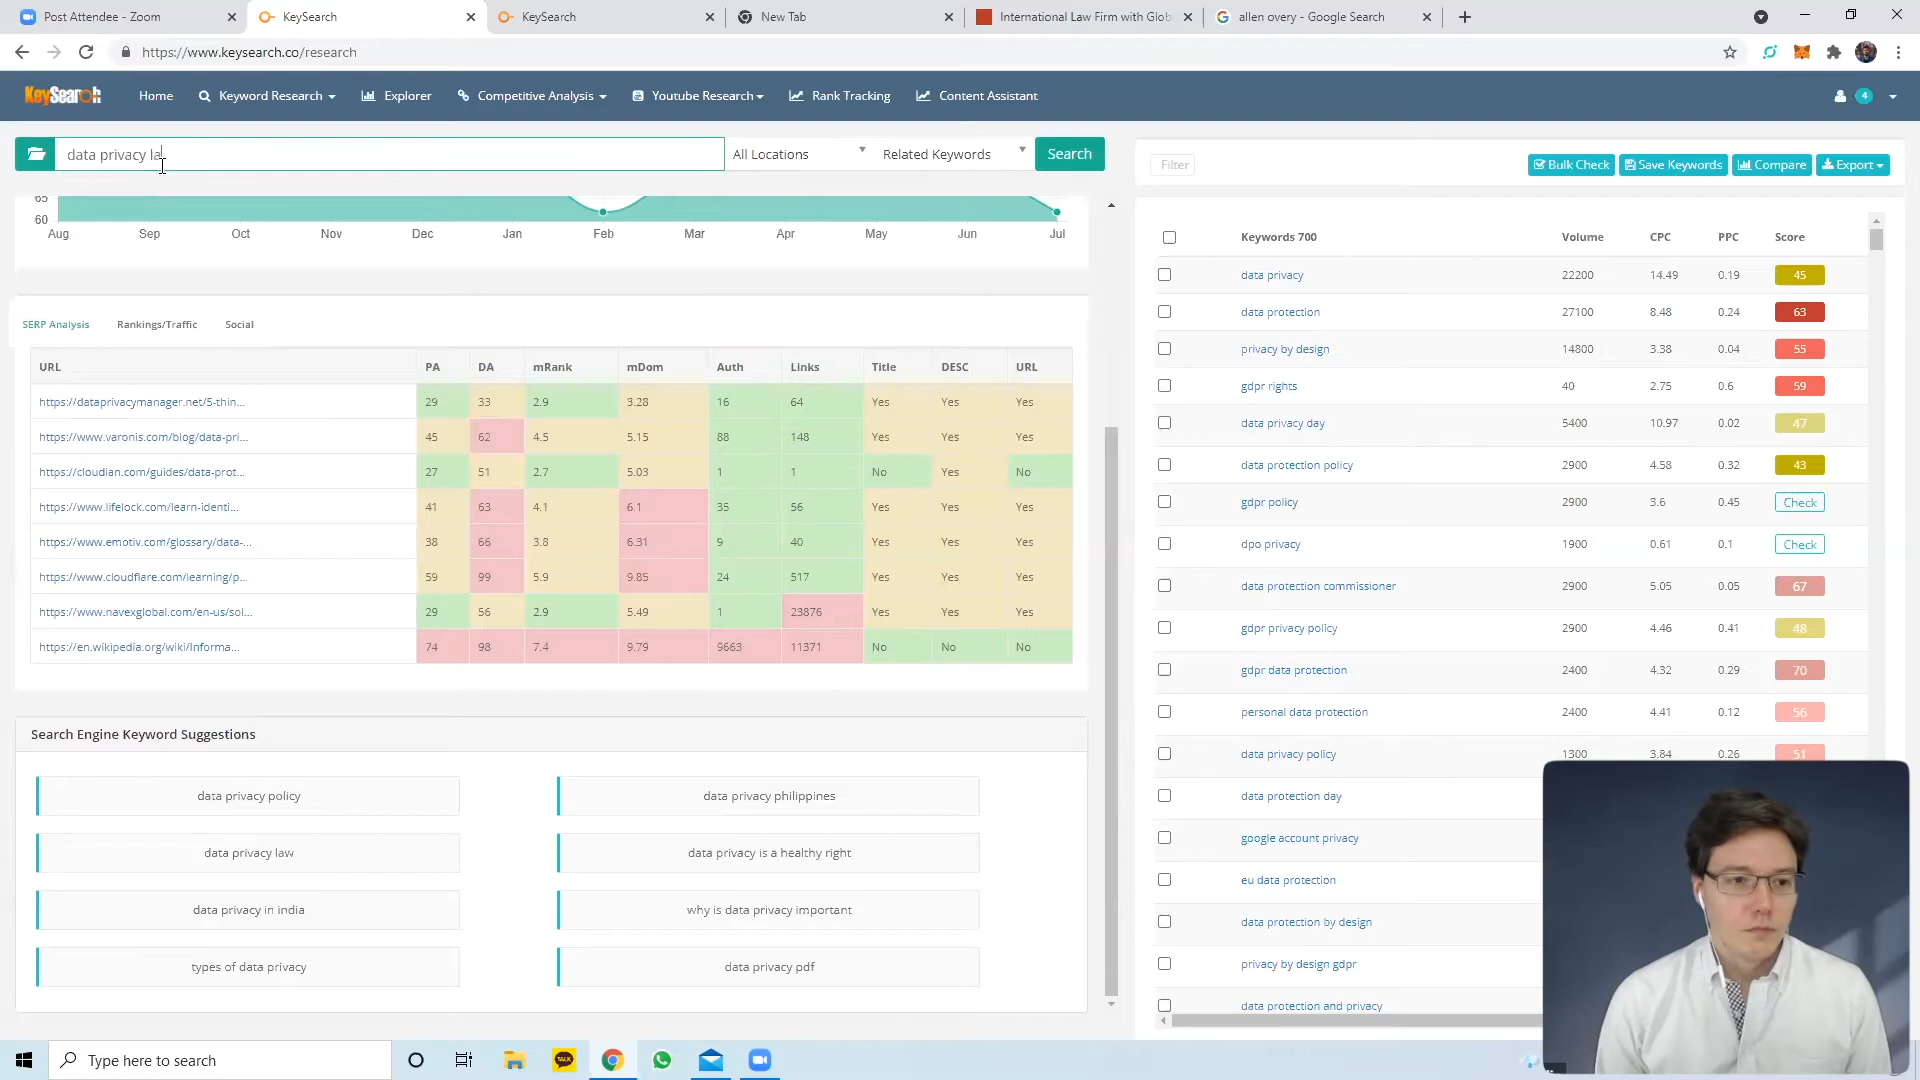 Post Attendee - Zoom
KeySearch
KeySearch
New Tab
International Law Firm with Glob
allen overy - Google Search
https://www.keysearch.co/research
KeySearch
Home
Keyword Research
Explorer
Competitive Analysis
Youtube Research
Rank Tracking
Content Assistant
4
data privacy la
All Locations
Related Keywords
Search
Filter
Bulk Check
Save Keywords
Compare
Export
65
60
Aug Sep Oct Nov Dec Jan Feb Mar Apr May Jun Jul
SERP Analysis Rankings/Traffic Social
URL PA DA mRank mDom Auth Links Title DESC URL
https://dataprivacymanager.net/5-thin... 29 33 2.9 3.28 16 64 Yes Yes Yes
https://www.varonis.com/blog/data-pri... 45 62 4.5 5.15 88 148 Yes Yes Yes
https://cloudian.com/guides/data-prot... 27 51 2.7 5.03 1 1 No Yes No
https://www.lifelock.com/learn-identi... 41 63 4.1 6.1 35 56 Yes Yes Yes
https://www.emotiv.com/glossary/data-... 38 66 3.8 6.31 9 40 Yes Yes Yes
https://www.cloudflare.com/learning/p... 59 99 5.9 9.85 24 517 Yes Yes Yes
https://www.navexglobal.com/en-us/sol... 29 56 2.9 5.49 1 23876 Yes Yes Yes
https://en.wikipedia.org/wiki/Informa... 74 98 7.4 9.79 9663 11371 No No No
Search Engine Keyword Suggestions
data privacy policy
data privacy philippines
data privacy law
data privacy is a healthy right
data privacy in india
why is data privacy important
types of data privacy
data privacy pdf
Keywords 700 Volume CPC PPC Score
data privacy 22200 14.49 0.19 45
data protection 27100 8.48 0.24 63
privacy by design 14800 3.38 0.04 55
gdpr rights 40 2.75 0.6 59
data privacy day 5400 10.97 0.02 47
data protection policy 2900 4.58 0.32 43
gdpr policy 2900 3.6 0.45 Check
dpo privacy 1900 0.61 0.1 Check
data protection commissioner 2900 5.05 0.05 67
gdpr privacy policy 2900 4.46 0.41 48
gdpr data protection 2400 4.32 0.29 70
personal data protection 2400 4.41 0.12 56
data privacy policy 1300 3.84 0.26 51
data protection day
google account privacy
eu data protection
data protection by design
privacy by design gdpr
data protection and privacy
Type here to search
TALK